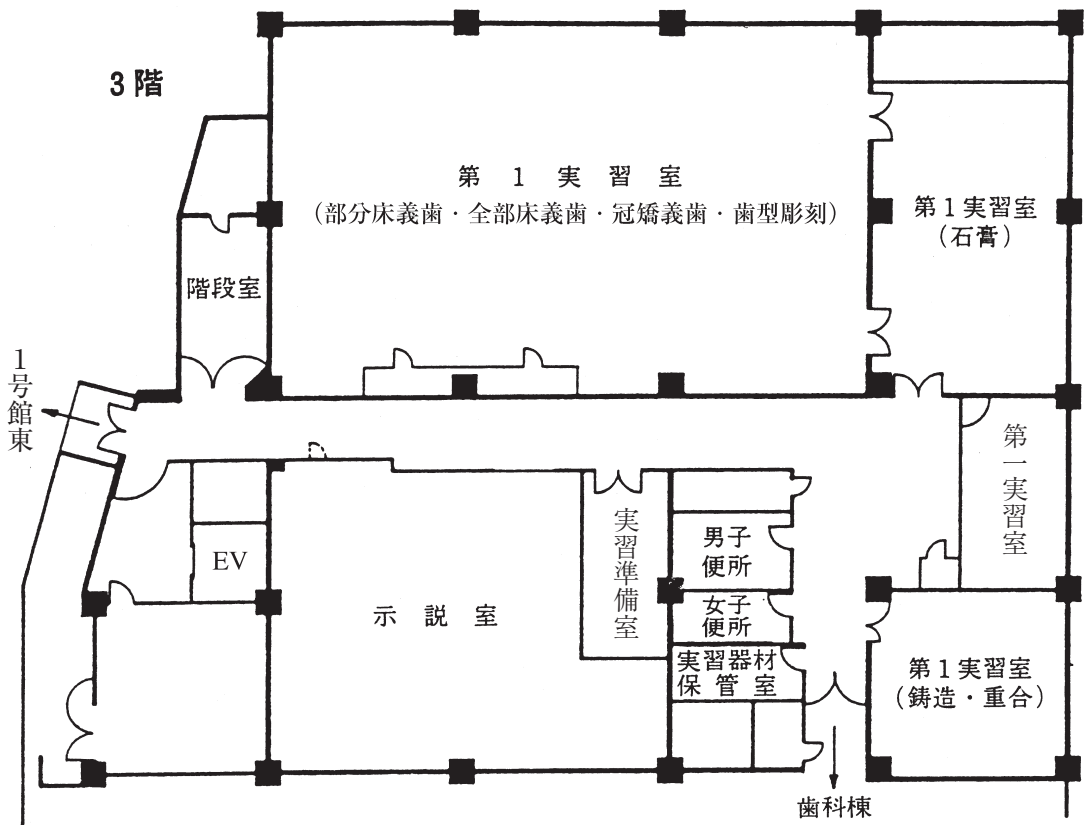 3階
第1実習室
（部分床義歯・全部床義歯・冠矯義歯・歯型彫刻）
第1実習室
（石膏）
階段室
1号館東
第一実習室
EV
示説室
実習準備室
男子
便所
女子
便所
実習器材
保管室
第1実習室
（鋳造・重合）
歯科棟